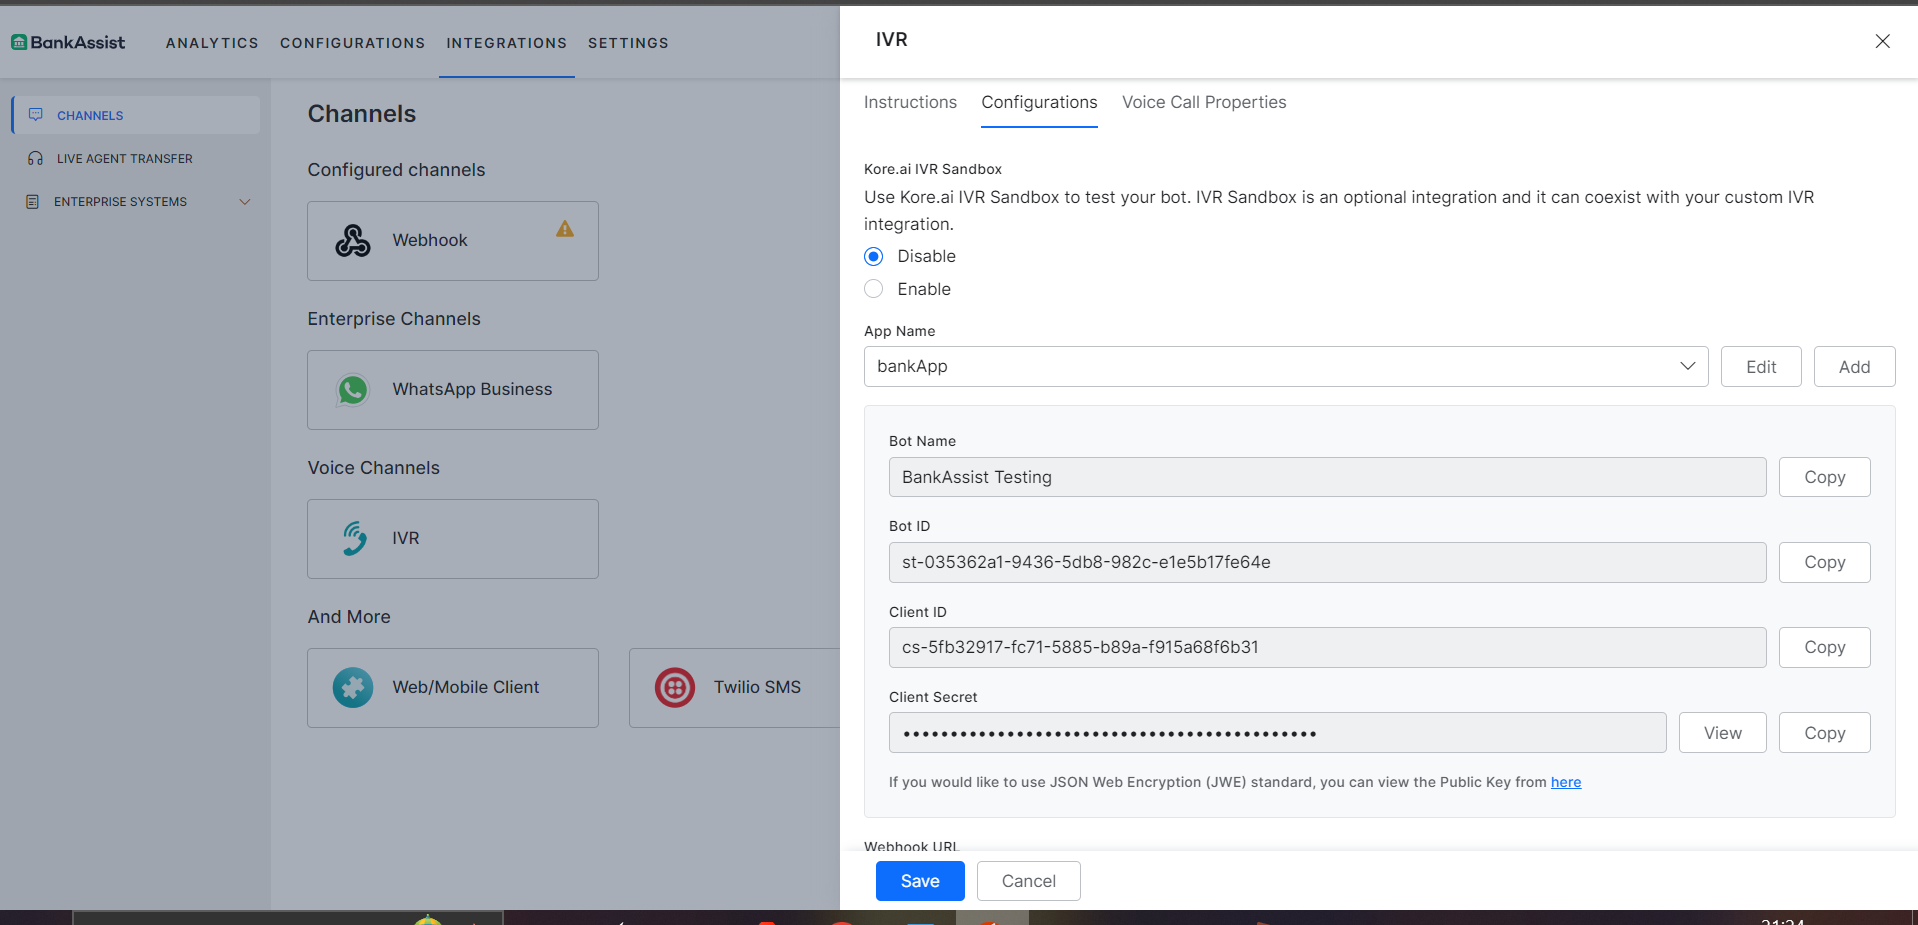 BankAssist
ANALYTICS
CONFIGURATIONS
INTEGRATIONS
SETTINGS
CHANNELS
LIVE AGENT TRANSFER
ENTERPRISE SYSTEMS
Channels
Configured channels
Webhook
Enterprise Channels
WhatsApp Business
Voice Channels
IVR
And More
Web/Mobile Client
Twilio SMS
IVR
Instructions
Configurations
Voice Call Properties
Kore.ai IVR Sandbox
Use Kore.ai IVR Sandbox to test your bot. IVR Sandbox is an optional integration and it can coexist with your custom IVR
integration.
Disable
Enable
App Name
bankApp
Edit
Add
Bot Name
BankAssist Testing
Copy
Bot ID
st-035362a1-9436-5db8-982c-e1e5b17fe64e
Copy
Client ID
cs-5fb32917-fc71-5885-b89a-f915a68f6b31
Copy
Client Secret
View
Copy
If you would like to use JSON Web Encryption (JWE) standard, you can view the Public Key from here
Webhook URL
Save
Cancel